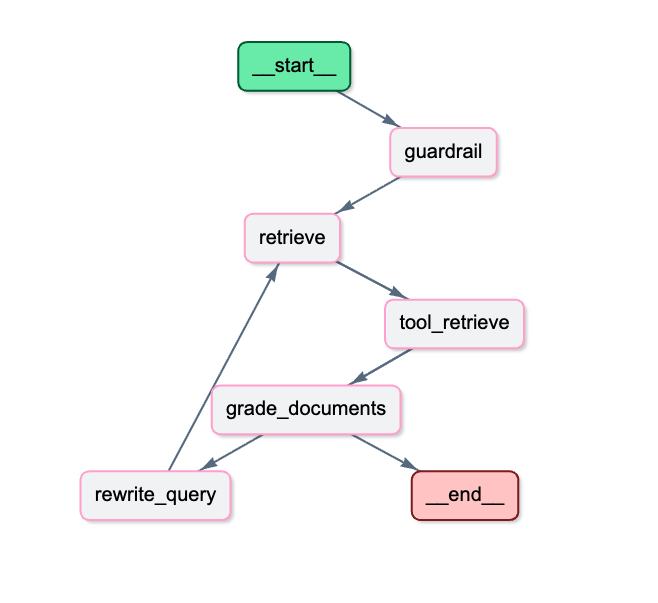 __start__
guardrail
retrieve
tool_retrieve
grade_documents
rewrite_query
__end__